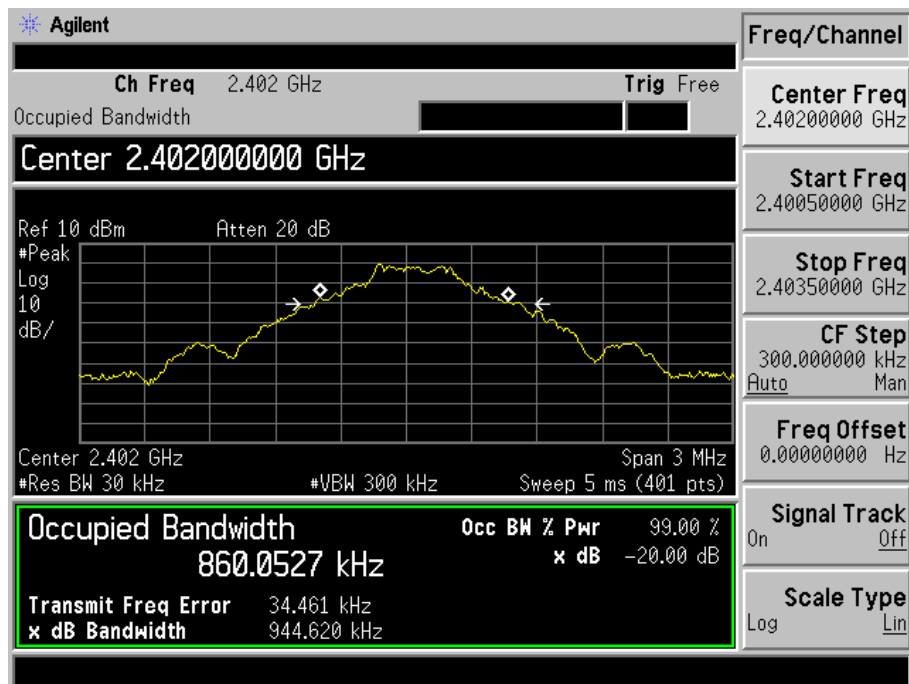 Agilent
Freq/Channel
Ch Freq 2.402 GHz Trig Free
Occupied Bandwidth
Center 2.402000000 GHz
Ref 10 dBm Atten 20 dB
#Peak
Log
10
dB/
Center 2.402 GHz Span 3 MHz
#Res BW 30 kHz #VBW 300 kHz Sweep 5 ms (401 pts)
Occupied Bandwidth Occ BW % Pwr 99.00 %
860.0527 kHz x dB -20.00 dB
Transmit Freq Error 34.461 kHz
x dB Bandwidth 944.620 kHz
Center Freq
2.40200000 GHz
Start Freq
2.40050000 GHz
Stop Freq
2.40350000 GHz
CF Step
300.000000 kHz
Auto Man
Freq Offset
0.00000000 Hz
Signal Track
On Off
Scale Type
Log Lin